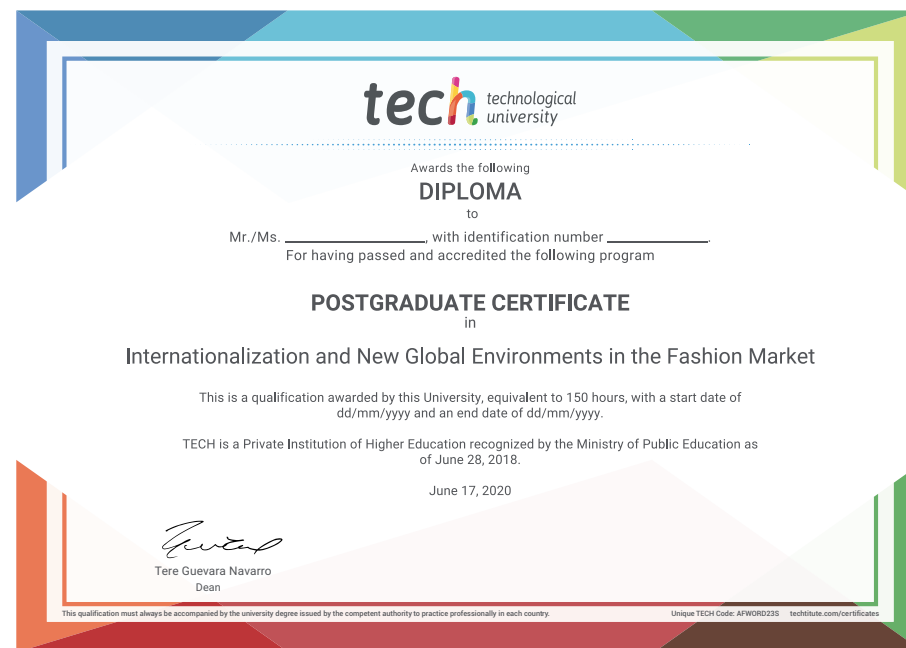 tech technological
university
Awards the following
DIPLOMA
to
Mr./Ms. ____________________, with identification number ______________.
For having passed and accredited the following program
POSTGRADUATE CERTIFICATE
in
Internationalization and New Global Environments in the Fashion Market
This is a qualification awarded by this University, equivalent to 150 hours, with a start date of
dd/mm/yyyy and an end date of dd/mm/yyyy.
TECH is a Private Institution of Higher Education recognized by the Ministry of Public Education as
of June 28, 2018.
June 17, 2020
Tere Guevara Navarro
Dean
This qualification must always be accompanied by the university degree issued by the competent authority to practice professionally in each country. Unique TECH Code: AFWORD23S techtitute.com/certificates